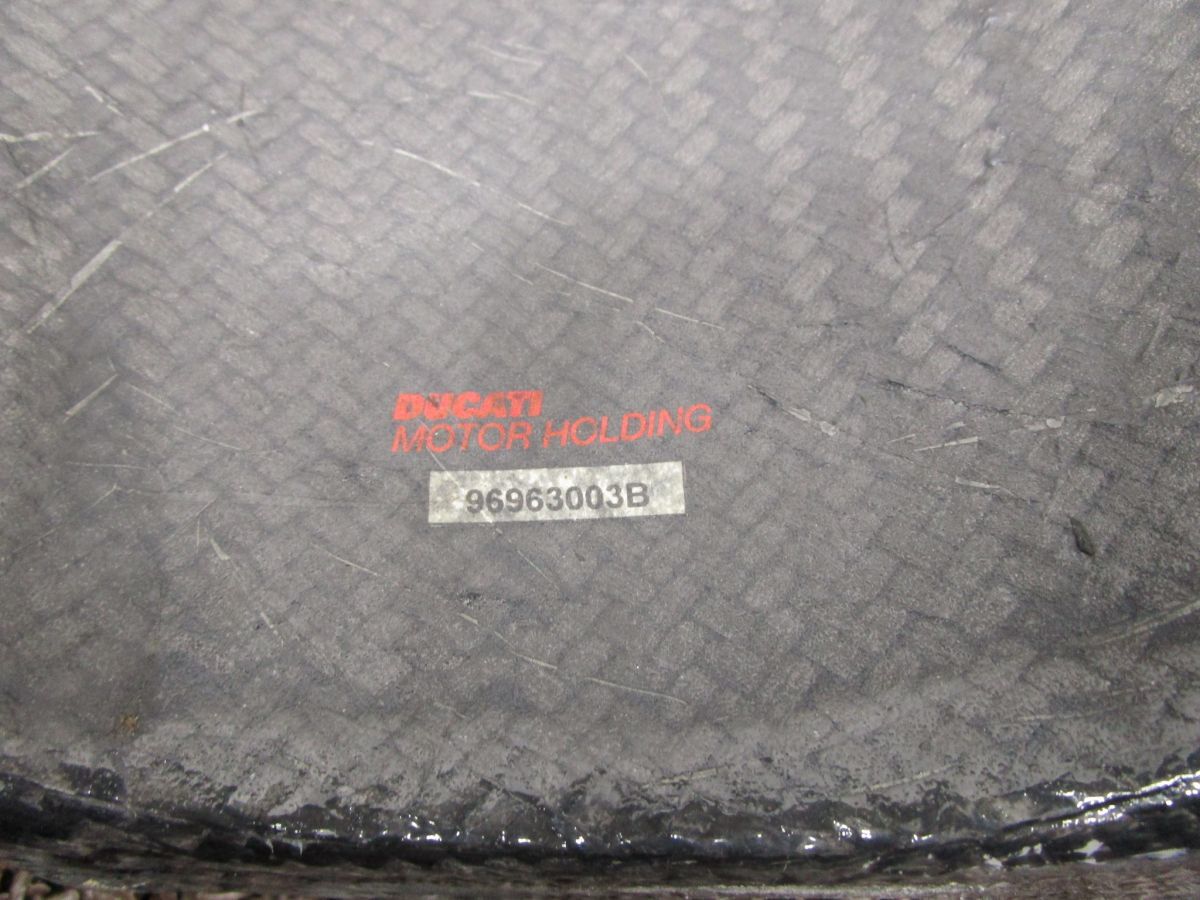 DUCATI
MOTOR HOLDING
96963003B